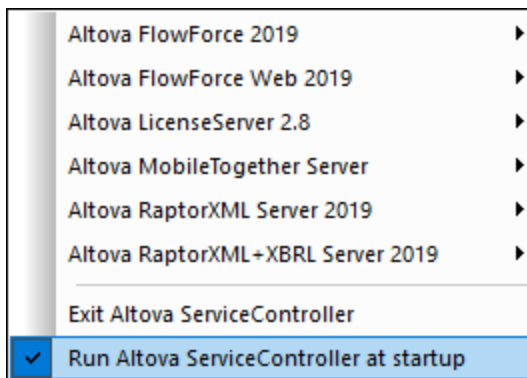 Altova FlowForce 2019
Altova FlowForce Web 2019
Altova LicenseServer 2.8
Altova MobileTogether Server
Altova RaptorXML Server 2019
Altova RaptorXML+XBRL Server 2019
Exit Altova ServiceController
Run Altova ServiceController at startup